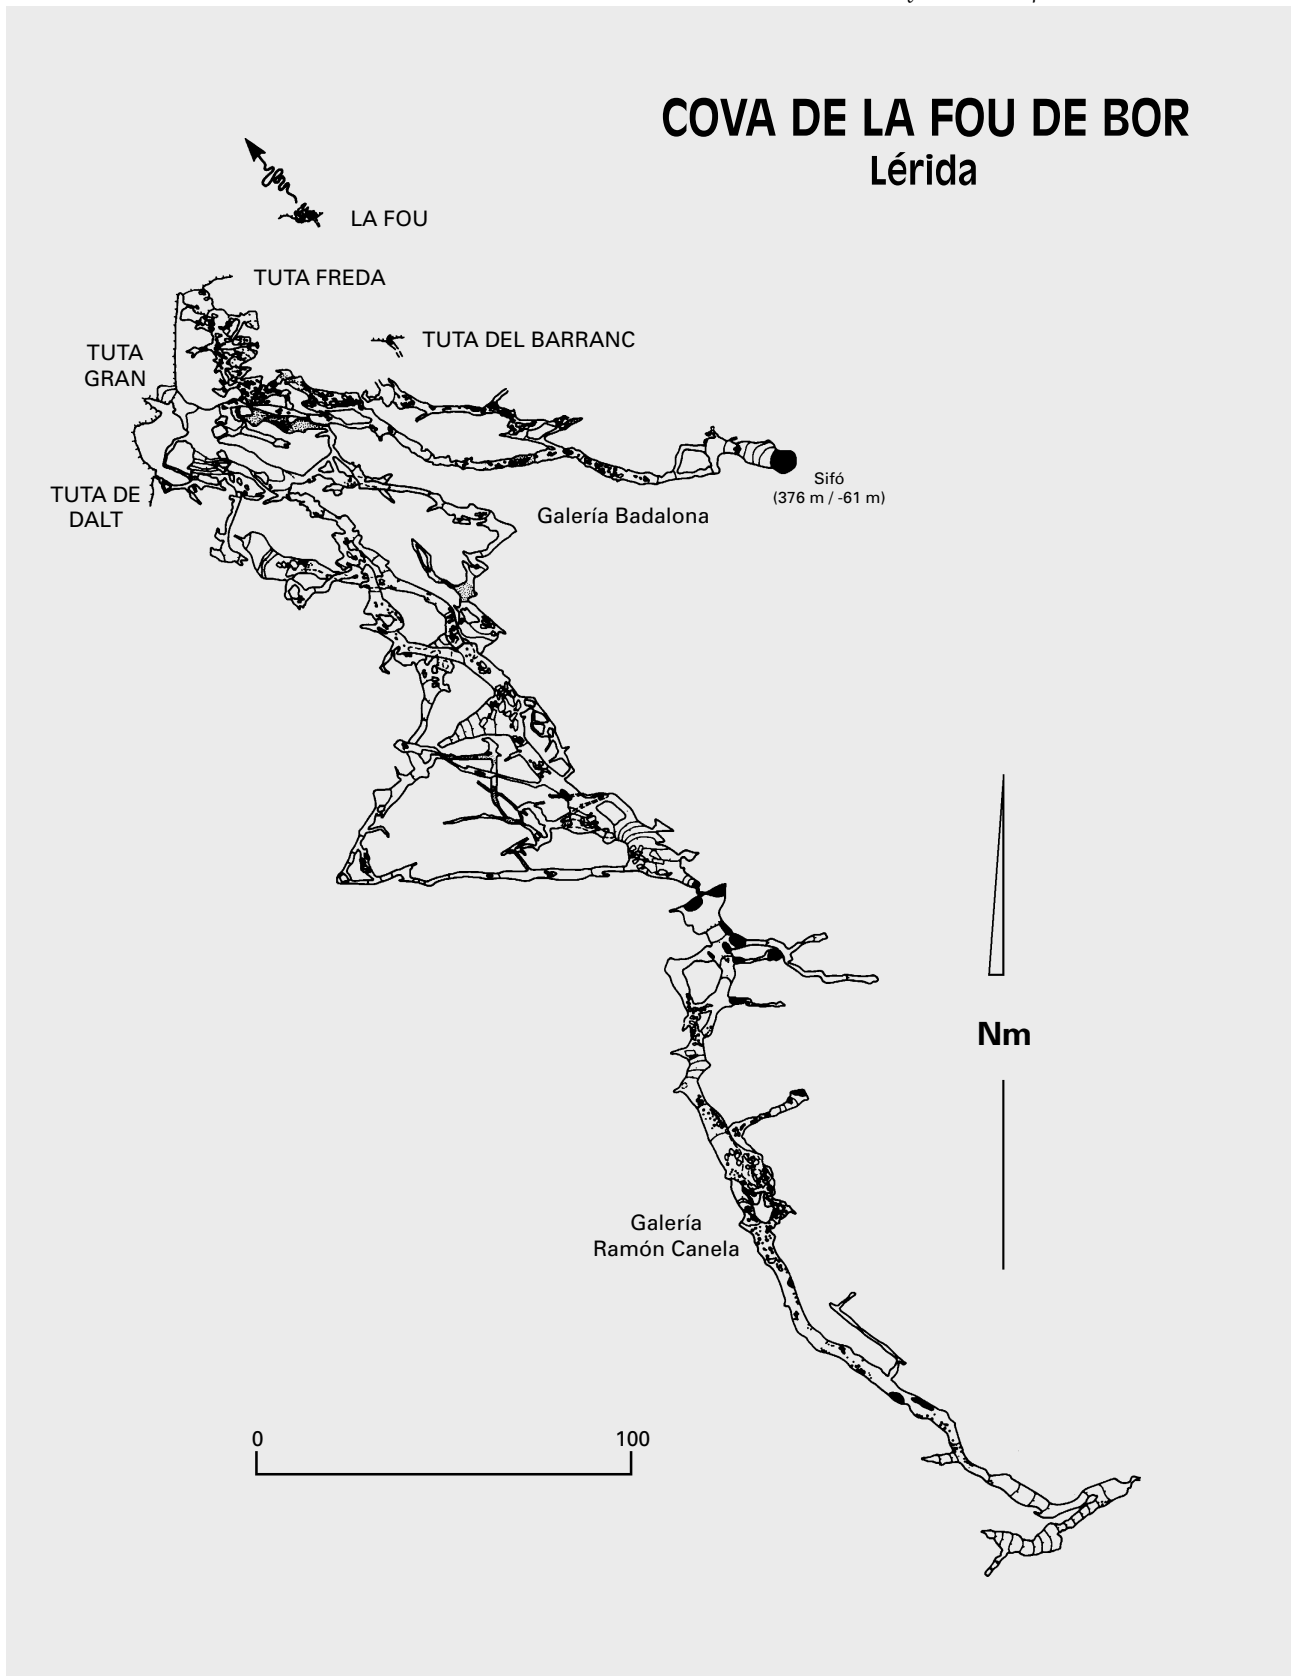 COVA DE LA FOU DE BOR
Lérida
LA FOU
TUTA FREDA
TUTA DEL BARRANC
TUTA
GRAN
TUTA DE
DALT
Sifó
(376 m / -61 m)
Galería Badalona
Nm
Galería
Ramón Canela
0 100